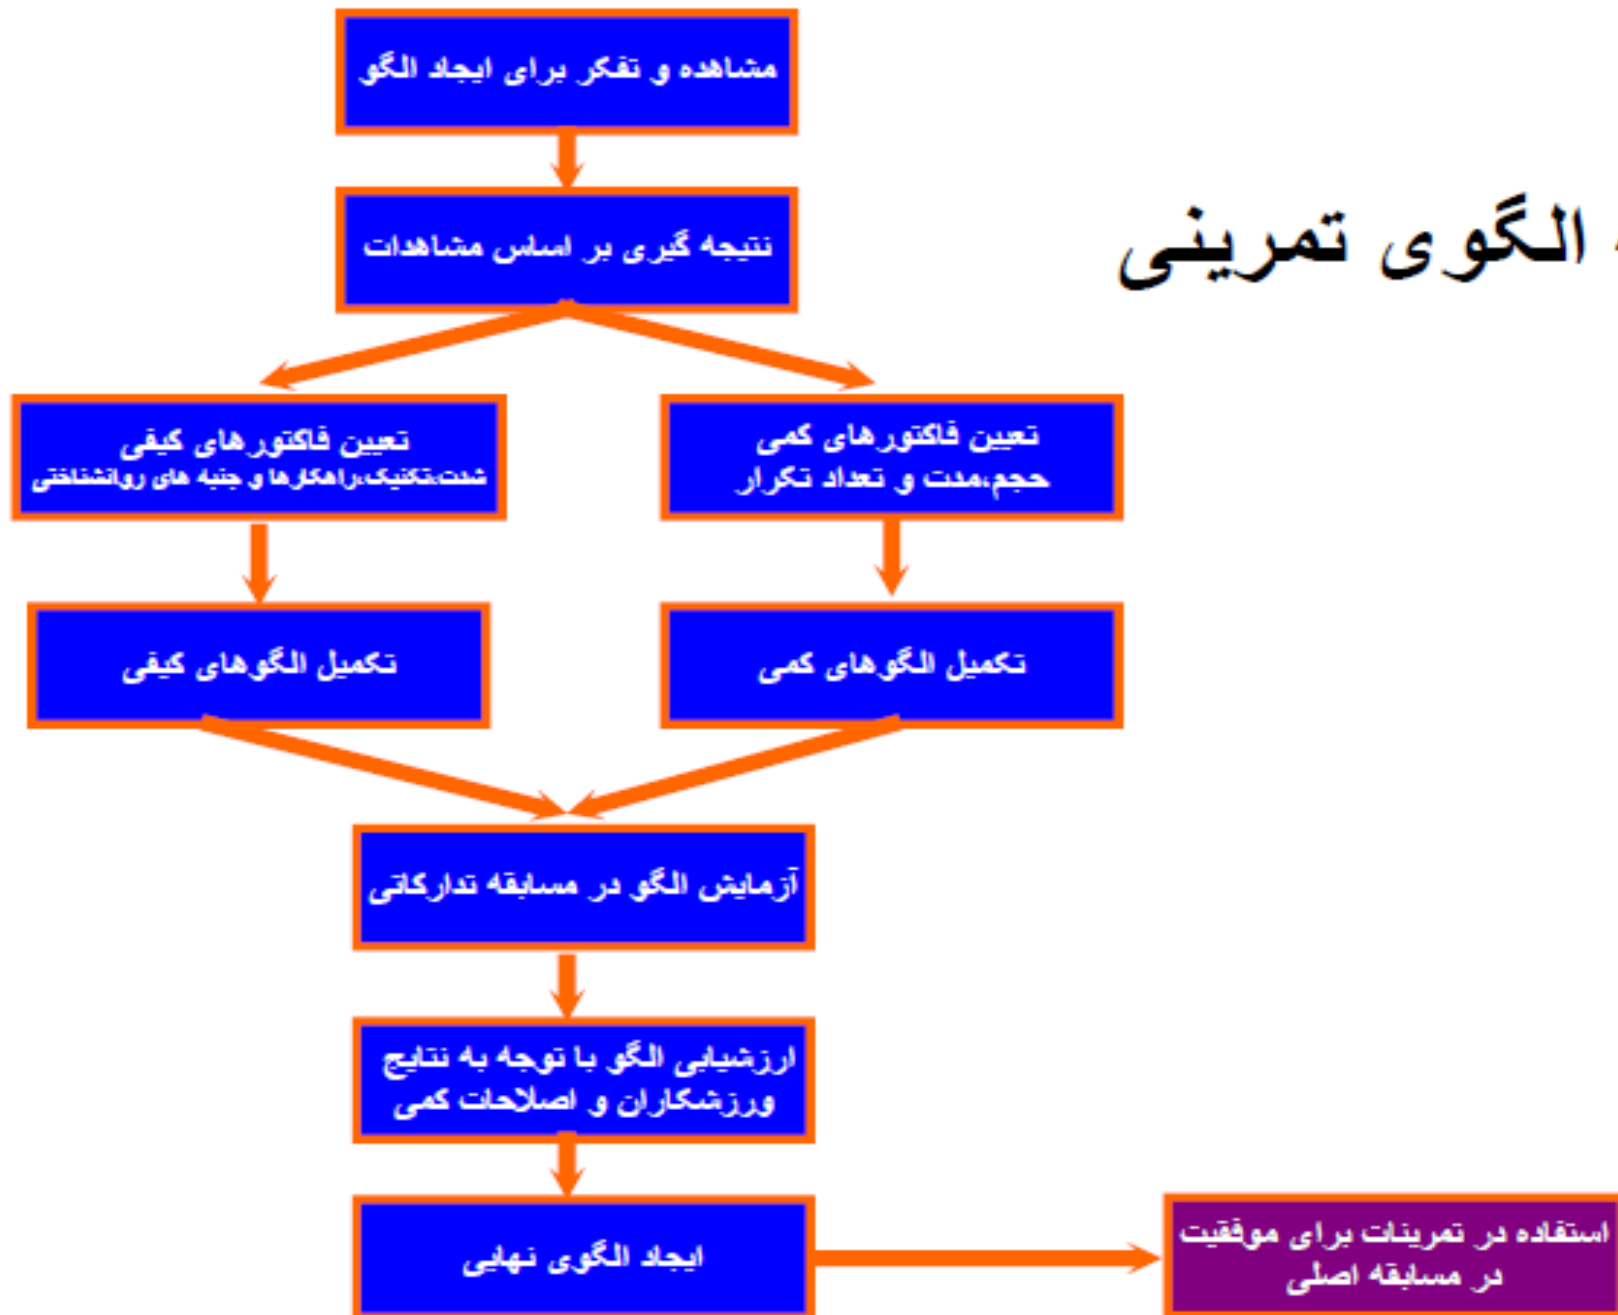 مشاهده و تفکر برای ایجاد الگو
نتیجه گیری بر اساس مشاهدات
الگوی تمرینی
تعیین فاکتورهای کمی
حجم،مدت و تعداد تکرار
تعیین فاکتورهای کیفی
شدت،تکنیک،راهکارها و جنبه های روانشناختی
تکمیل الگوهای کمی
تکمیل الگوهای کیفی
آزمایش الگو در مسابقه تدارکاتی
ارزشیابی الگو با توجه به نتایج
ورزشکاران و اصلاحات کمی
ایجاد الگوی نهایی
استفاده در تمرینات برای موفقیت
در مسابقه اصلی